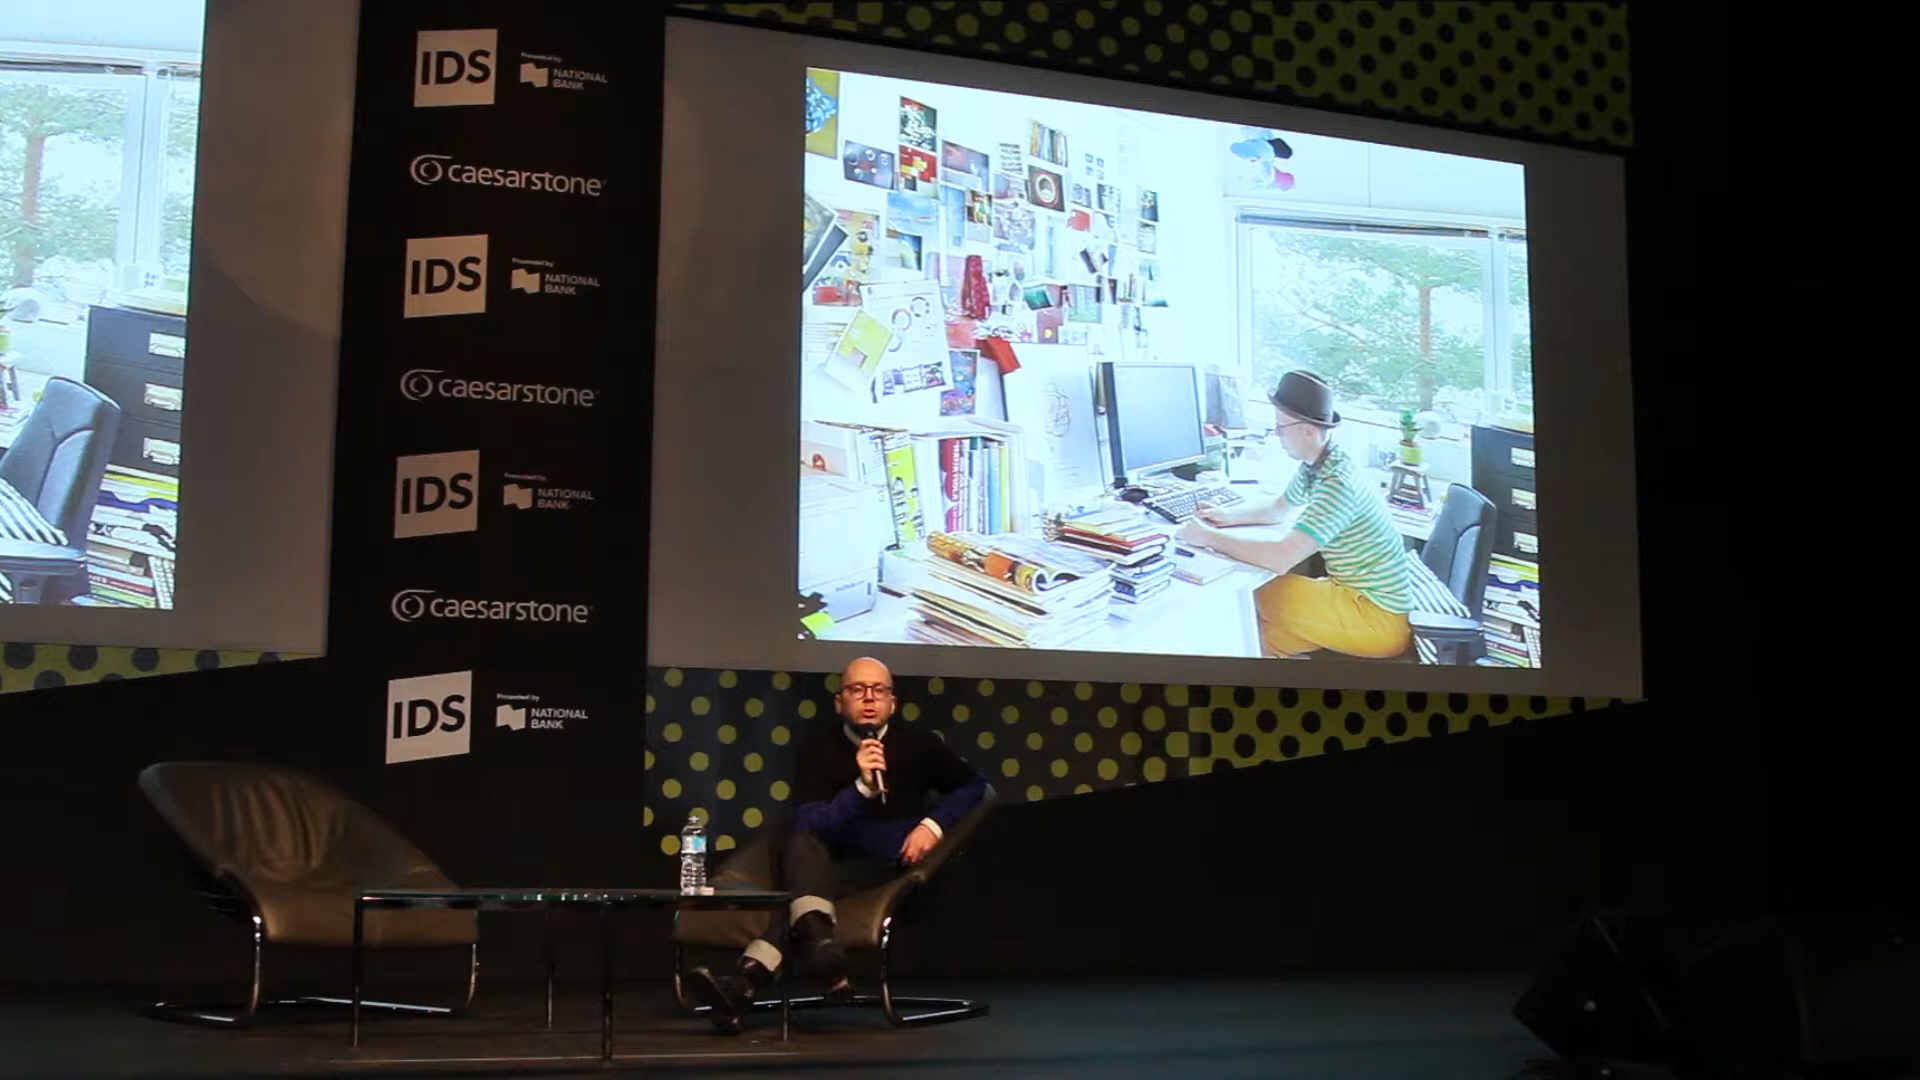 IDS
Presented by
NATIONAL
BANK
caesarstone
IDS
Presented by
NATIONAL
BANK
caesarstone
IDS
Presented by
NATIONAL
BANK
caesarstone
IDS
Presented by
NATIONAL
BANK